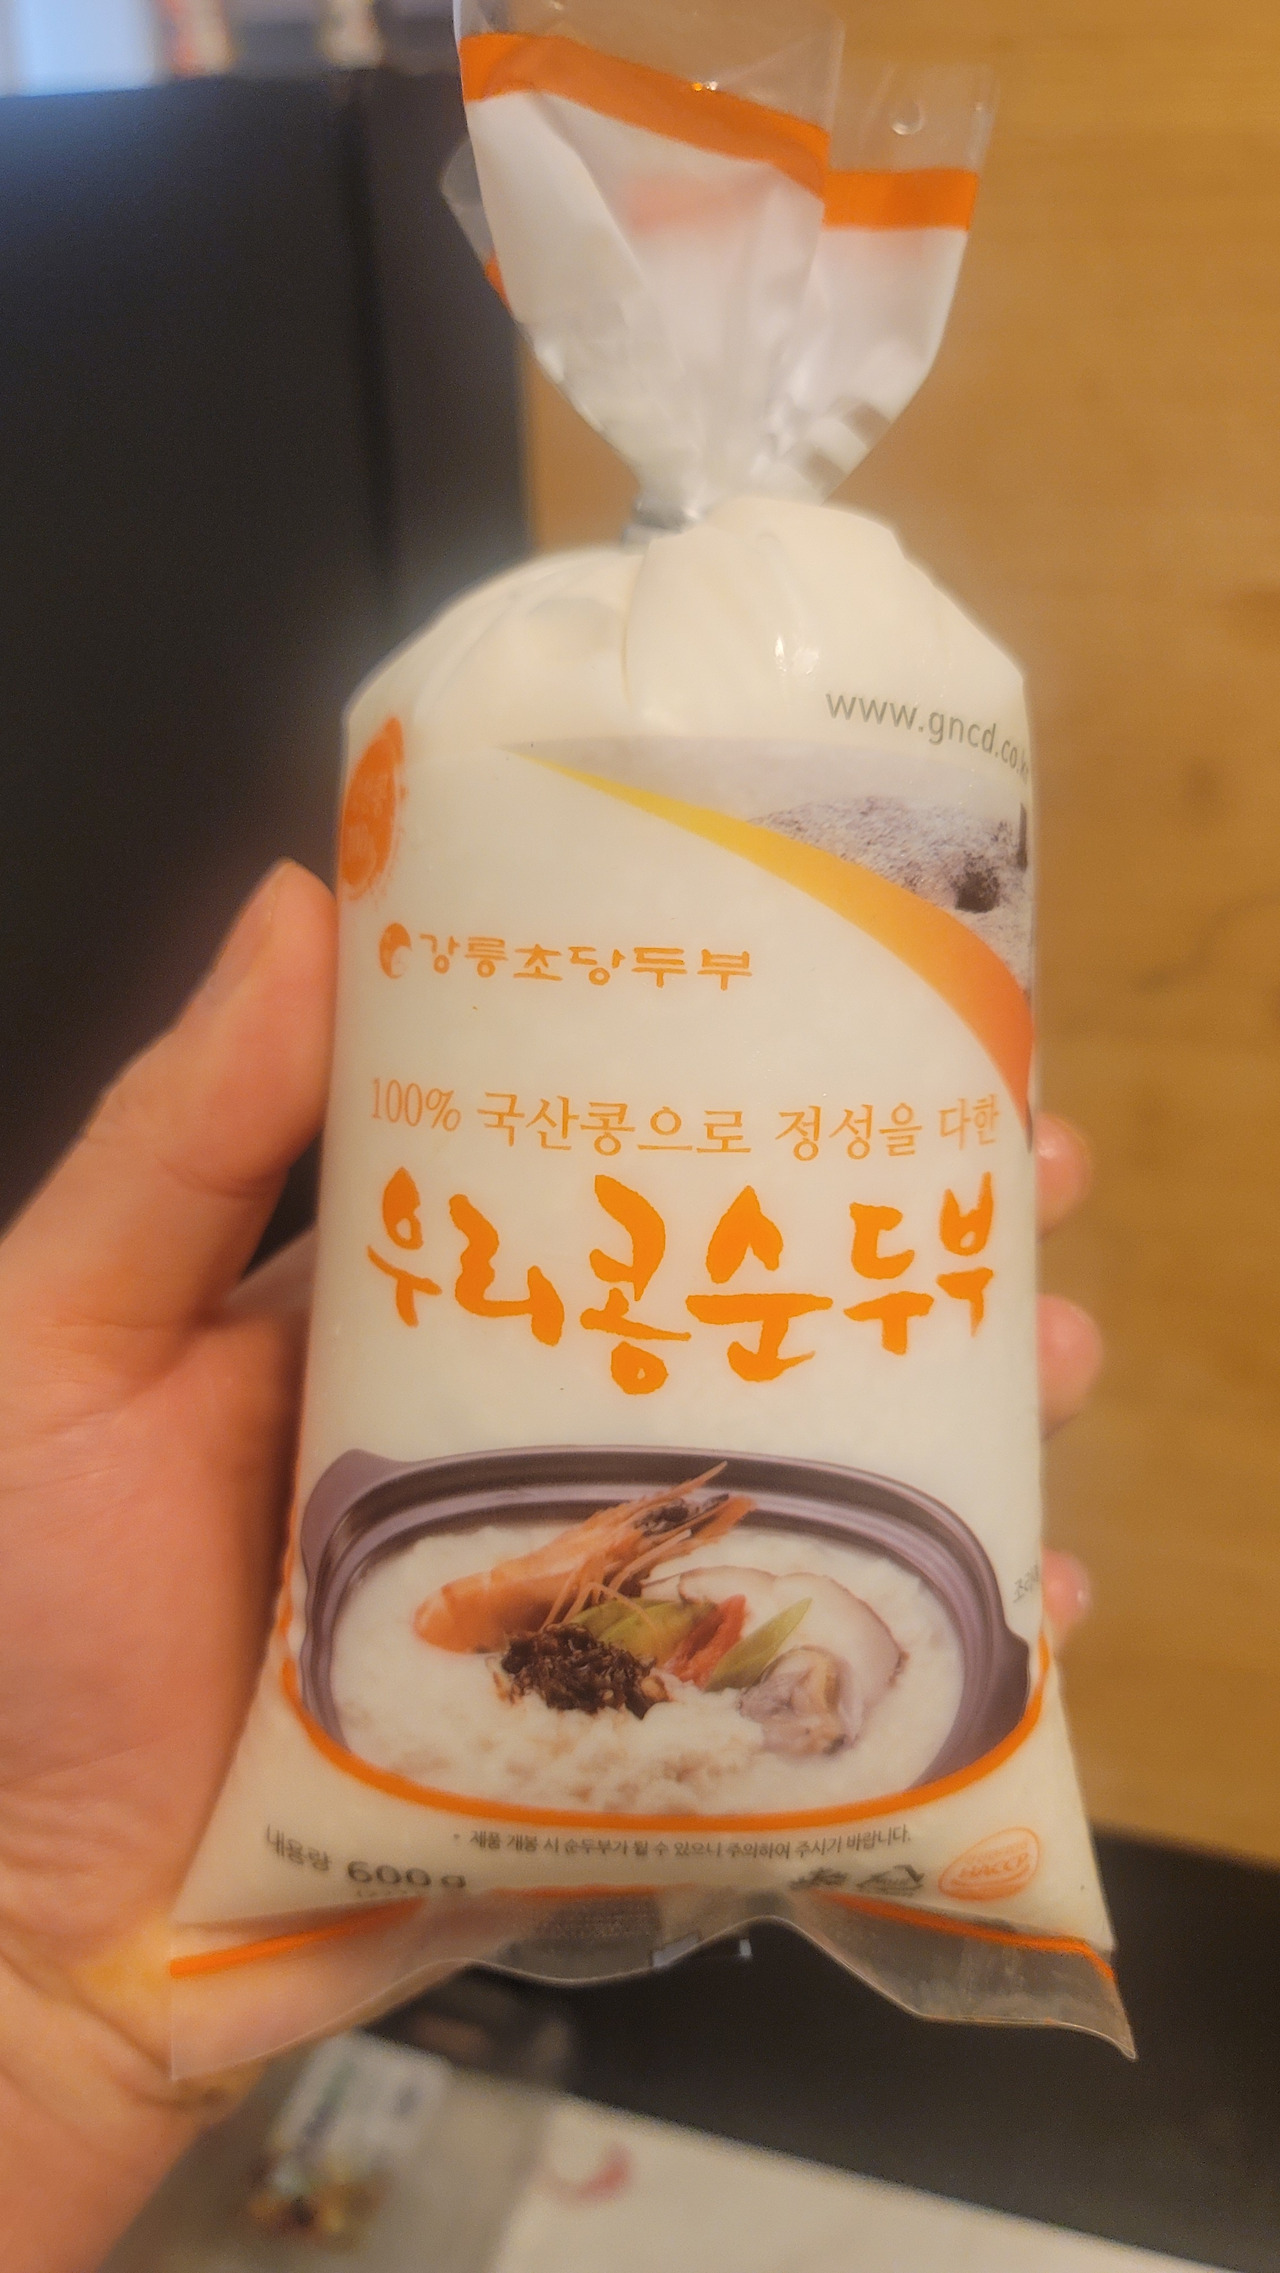 www.gncd.co.k
강릉초당두부
100% 국산콩으로 정성을 다한
우리콩순두부
제품 개봉 시 순두부가 튈 수 있으니 주의하여 주시기 바랍니다.
내용량 600g
HACCP